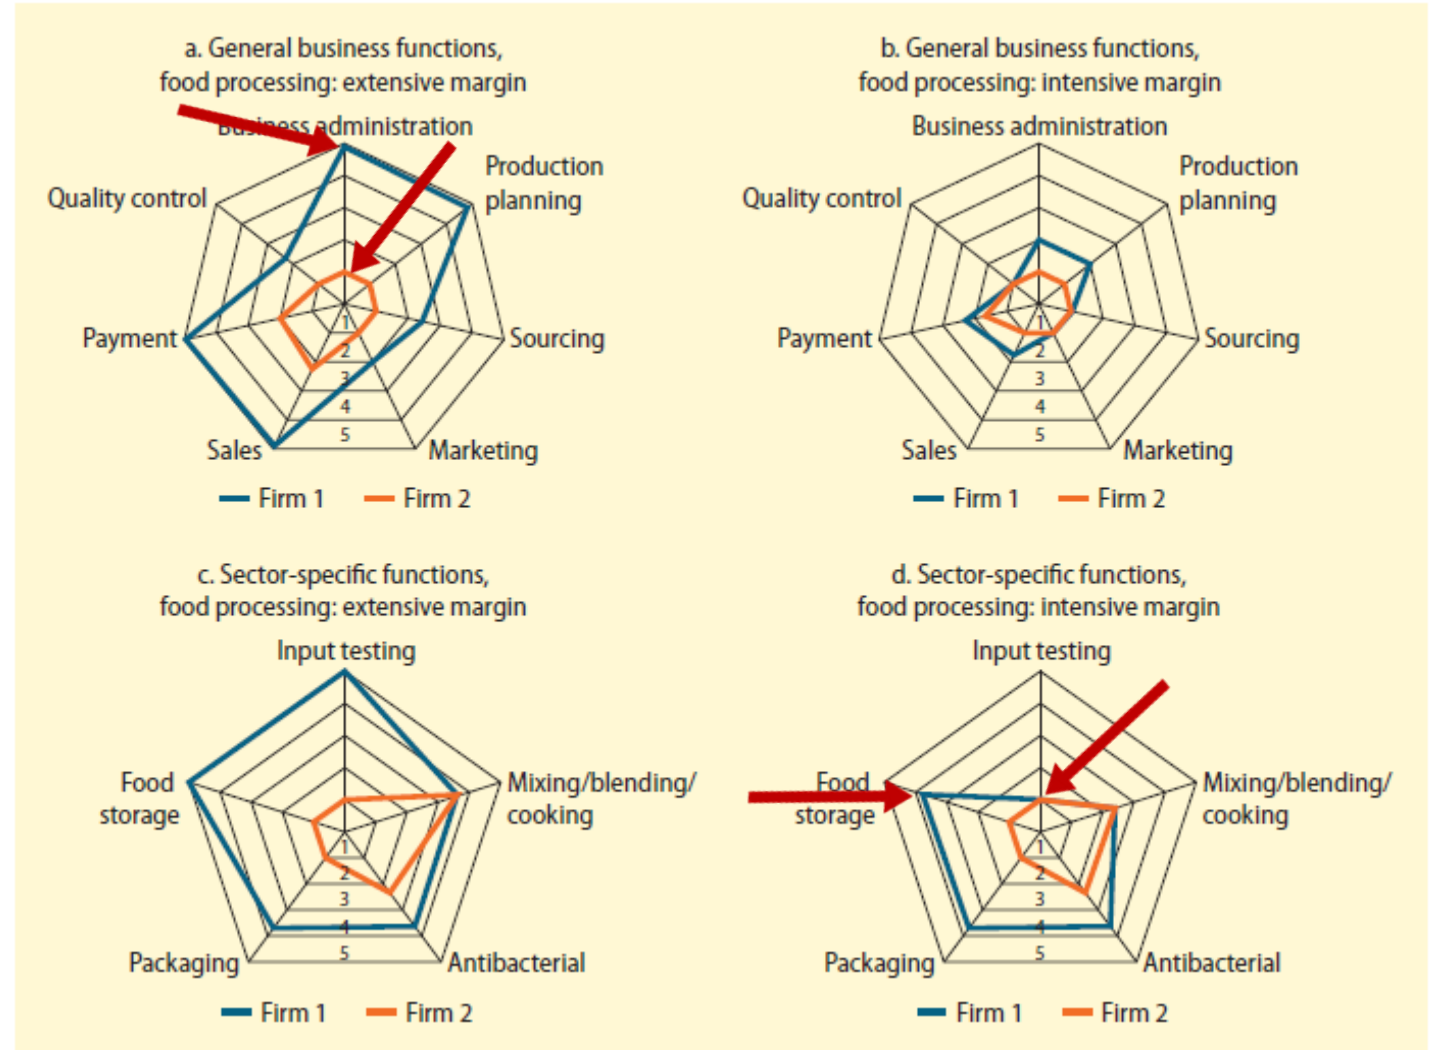 a. General business functions,
food processing: extensive margin
Business administration
Production
planning
Quality control
Payment
Sourcing
Sales
Marketing
1
2
3
4
5
Firm 1
Firm 2
b. General business functions,
food processing: intensive margin
Business administration
Production
planning
Quality control
Payment
Sourcing
Sales
Marketing
1
2
3
4
5
Firm 1
Firm 2
c. Sector-specific functions,
food processing: extensive margin
Input testing
Food
storage
Mixing/blending/
cooking
Packaging
Antibacterial
1
2
3
4
5
Firm 1
Firm 2
d. Sector-specific functions,
food processing: intensive margin
Input testing
Food
storage
Mixing/blending/
cooking
Packaging
Antibacterial
1
2
3
4
5
Firm 1
Firm 2